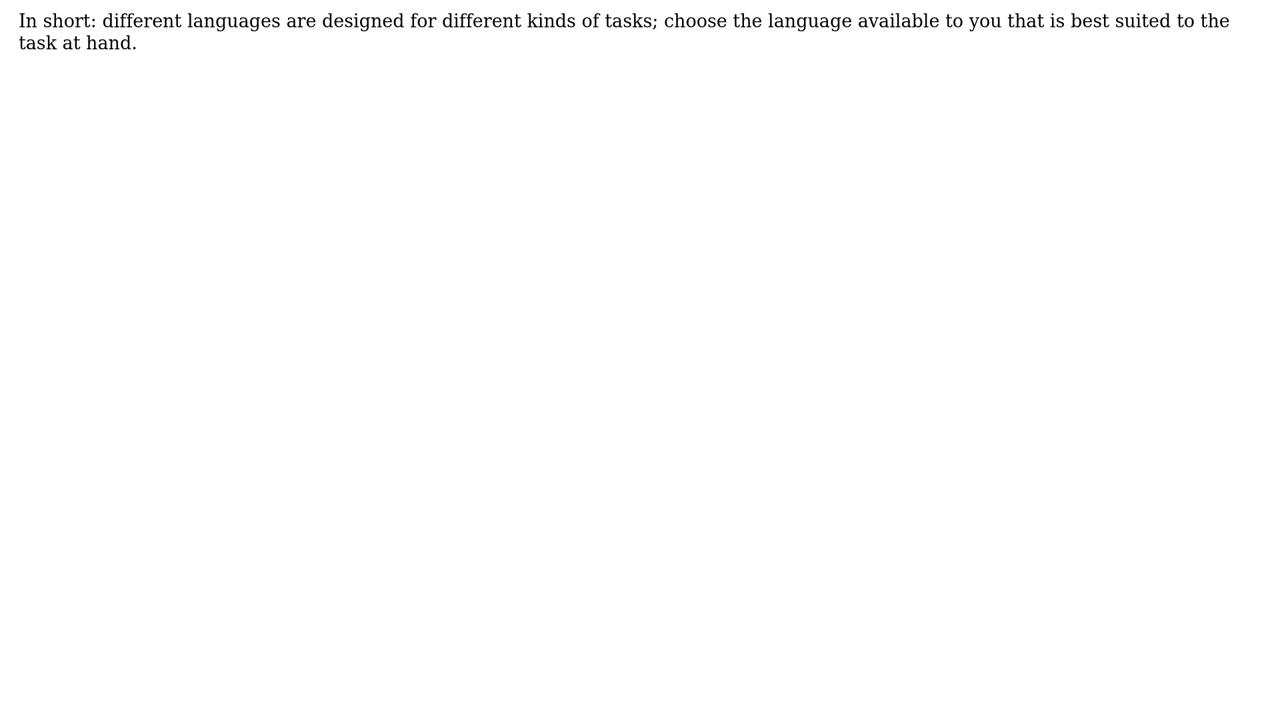 In short: different languages are designed for different kinds of tasks; choose the language available to you that is best suited to the
task at hand.